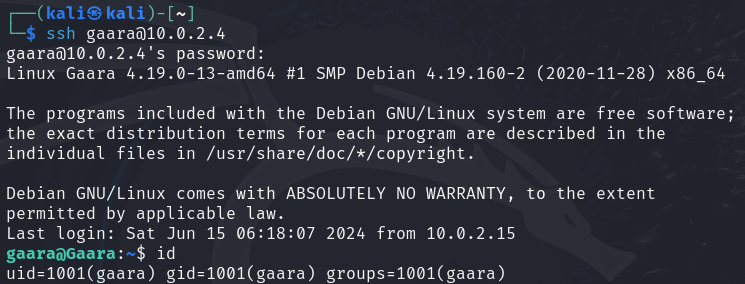 ┌──(kali㉿kali)-[~]
└─$ ssh gaara@10.0.2.4
gaara@10.0.2.4's password:
Linux Gaara 4.19.0-13-amd64 #1 SMP Debian 4.19.160-2 (2020-11-28) x86_64
The programs included with the Debian GNU/Linux system are free software;
the exact distribution terms for each program are described in the
individual files in /usr/share/doc/*/copyright.
Debian GNU/Linux comes with ABSOLUTELY NO WARRANTY, to the extent
permitted by applicable law.
Last login: Sat Jun 15 06:18:07 2024 from 10.0.2.15
gaara@Gaara:~$ id
uid=1001(gaara) gid=1001(gaara) groups=1001(gaara)